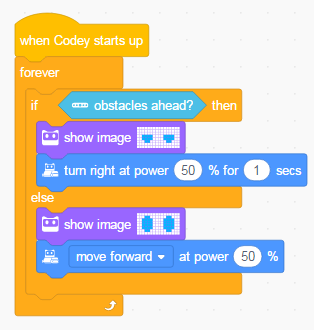 when Codey starts up
forever
if obstacles ahead? then
show image
turn right at power 50 % for 1 secs
else
show image
move forward at power 50 %